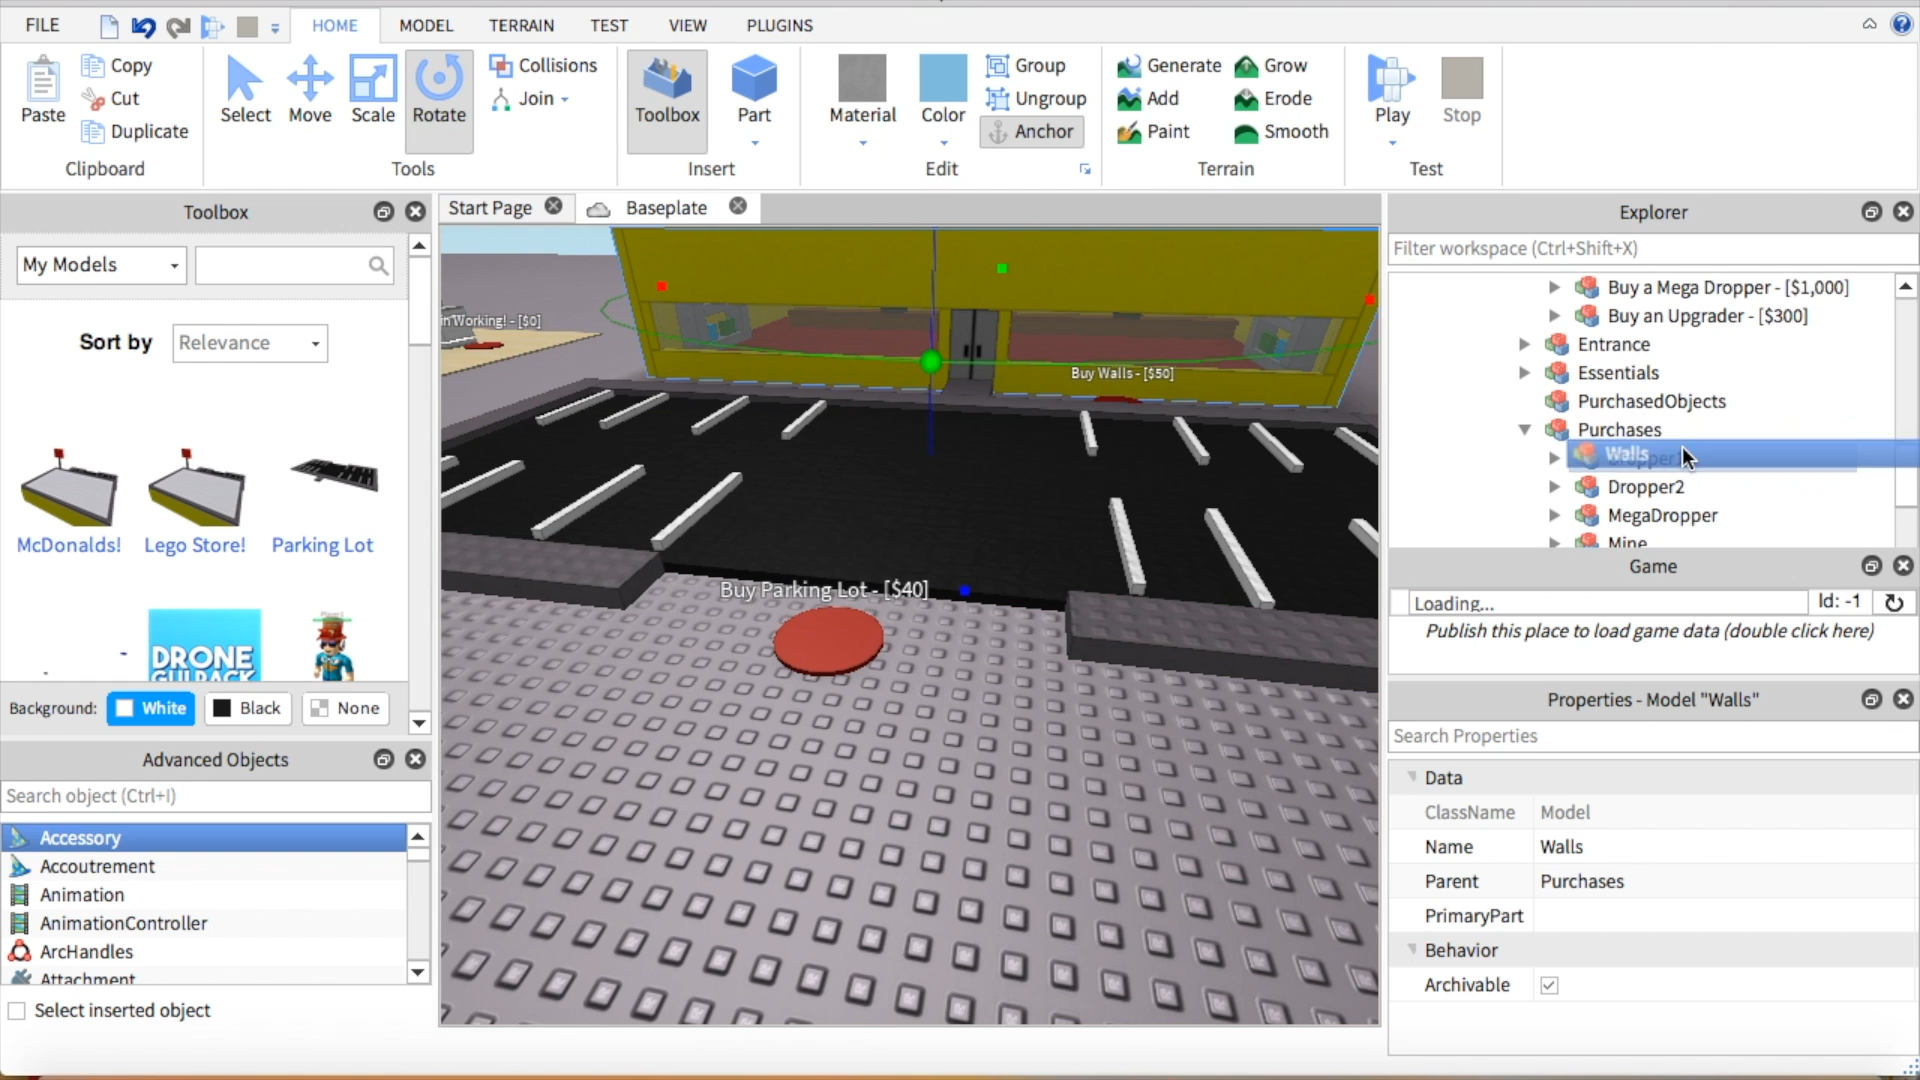 FILE
HOME
MODEL
TERRAIN
TEST
VIEW
PLUGINS
Paste
Copy
Cut
Duplicate
Clipboard
Select
Move
Scale
Rotate
Collisions
Join
Tools
Toolbox
Part
Insert
Material
Color
Group
Ungroup
Anchor
Edit
Generate
Add
Paint
Grow
Erode
Smooth
Terrain
Play
Stop
Test
Toolbox
My Models
Sort by
Relevance
McDonalds!
Lego Store!
Parking Lot
DRONE
Background:
White
Black
None
Advanced Objects
Search object (Ctrl+I)
Accessory
Accoutrement
Animation
AnimationController
ArcHandles
Attachment
Select inserted object
Start Page
Baseplate
n Working! - [$0]
Buy Walls - [$50]
Buy Parking Lot - [$40]
Explorer
Filter workspace (Ctrl+Shift+X)
Buy a Mega Dropper - [$1,000]
Buy an Upgrader - [$300]
Entrance
Essentials
PurchasedObjects
Purchases
Walls
Dropper2
MegaDropper
Mine
Game
Loading...
Id: -1
Publish this place to load game data (double click here)
Properties - Model "Walls"
Search Properties
Data
ClassName Model
Name Walls
Parent Purchases
PrimaryPart
Behavior
Archivable